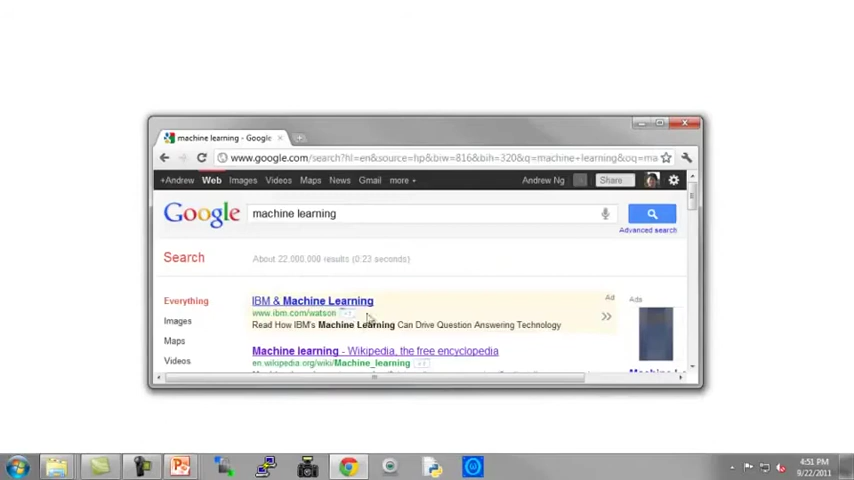 machine learning - Google
www.google.com/search?hl=en&source=hp&biw=816&bih=320&q=machine+learning&oq=ma
+Andrew Web Images Videos Maps News Gmail more Andrew Ng Share
Google machine learning
Advanced search
Search About 22,000,000 results (0.23 seconds)
Everything
Images
Maps
Videos
Ad
IBM & Machine Learning
www.ibm.com/watson +1
Read How IBM's Machine Learning Can Drive Question Answering Technology
Machine learning - Wikipedia, the free encyclopedia
en.wikipedia.org/wiki/Machine_learning +1
Ads
4:51 PM
9/22/2011